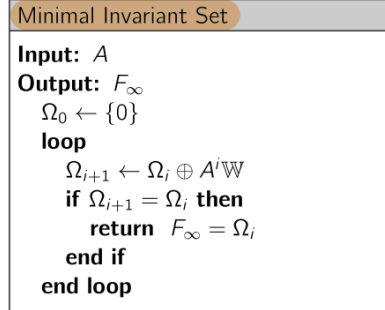 Minimal Invariant Set
Input: A
Output: F∞
Ω₀ ← {0}
loop
Ωᵢ₊₁ ← Ωᵢ ⊕ Aⁱ𝕎
if Ωᵢ₊₁ = Ωᵢ then
return F∞ = Ωᵢ
end if
end loop